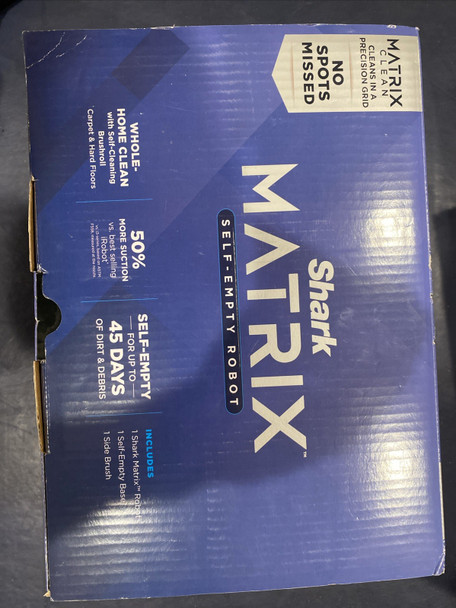 MATRIX
CLEAN
CLEANS IN A
PRECISION GRID
NO
SPOTS
MISSED
Shark
MATRIX™
SELF-EMPTY ROBOT
WHOLE-
HOME CLEAN
with Self-Cleaning
Brushroll
Carpet & Hard Floors
50%
MORE SUCTION
vs. best selling
iRobot*
SELF-EMPTY
FOR UP TO
45 DAYS
OF DIRT & DEBRIS
INCLUDES
1 Shark Matrix™ Robot
1 Self-Empty Base
1 Side Brush